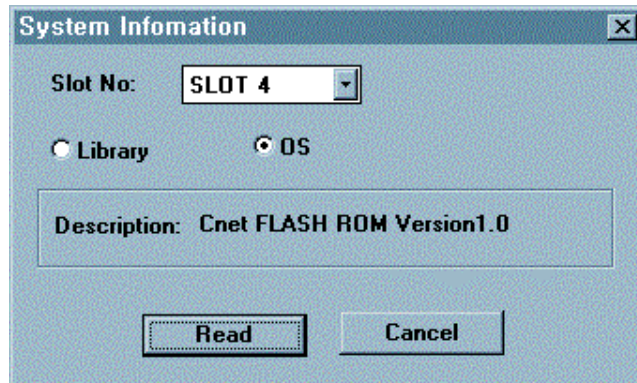 System Infomation
Slot No: SLOT 4
Library OS
Description: Cnet FLASH ROM Version1.0
Read Cancel